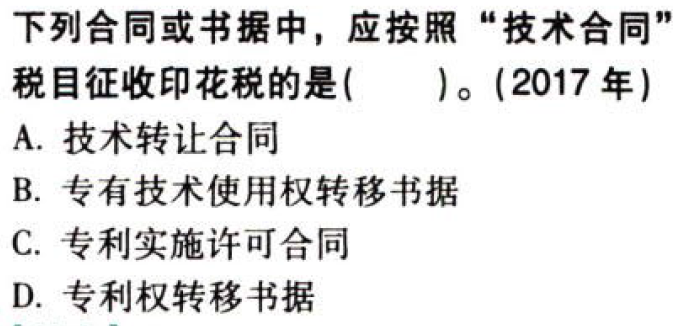 下列合同或书据中，应按照“技术合同”
税目征收印花税的是(　　)。(2017 年)
A. 技术转让合同
B. 专有技术使用权转移书据
C. 专利实施许可合同
D. 专利权转移书据